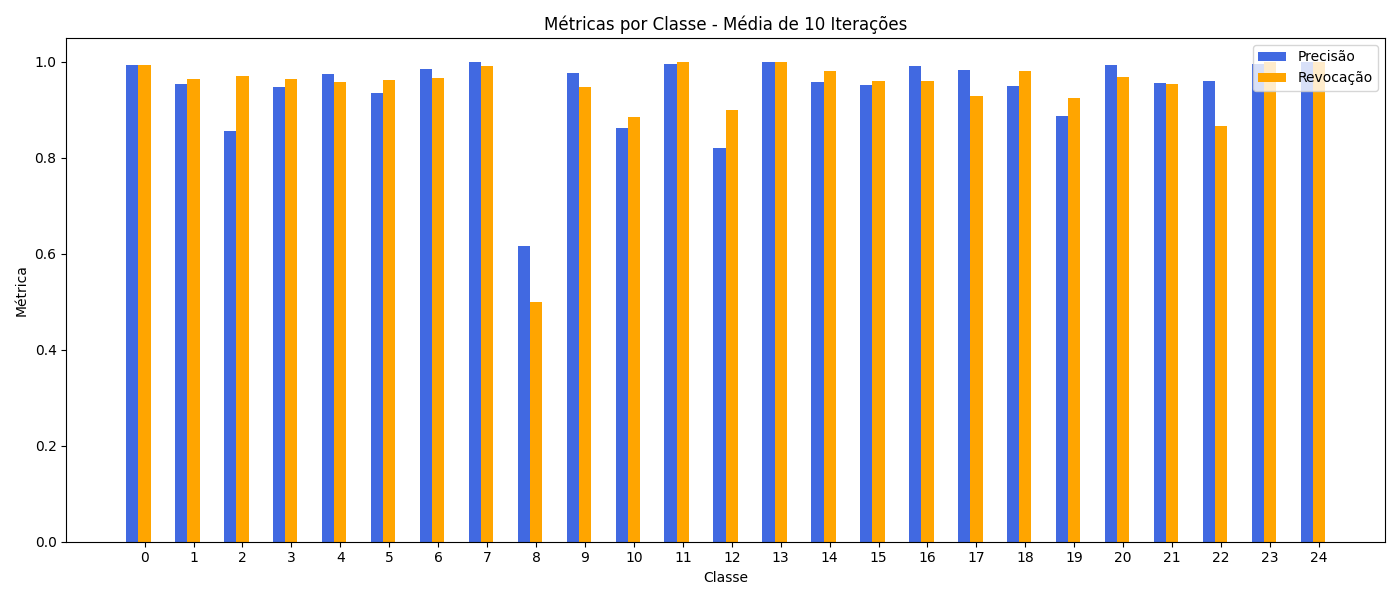 Métricas por Classe - Média de 10 Iterações
Precisão
Revocação
Métrica
1.0
0.8
0.6
0.4
0.2
0.0
0 1 2 3 4 5 6 7 8 9 10 11 12 13 14 15 16 17 18 19 20 21 22 23 24
Classe